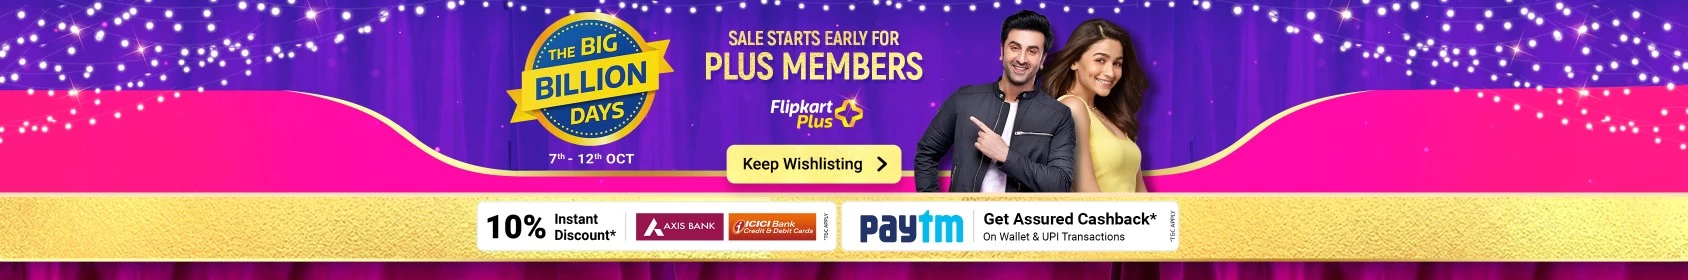 THE BIG
BILLION
DAYS
7th - 12th OCT
SALE STARTS EARLY FOR
PLUS MEMBERS
Flipkart
Plus
Keep Wishlisting
10% Instant
Discount*
AXIS BANK
ICICI Bank
Credit & Debit Cards
*T&C APPLY
paytm
Get Assured Cashback*
On Wallet & UPI Transactions
*T&C APPLY